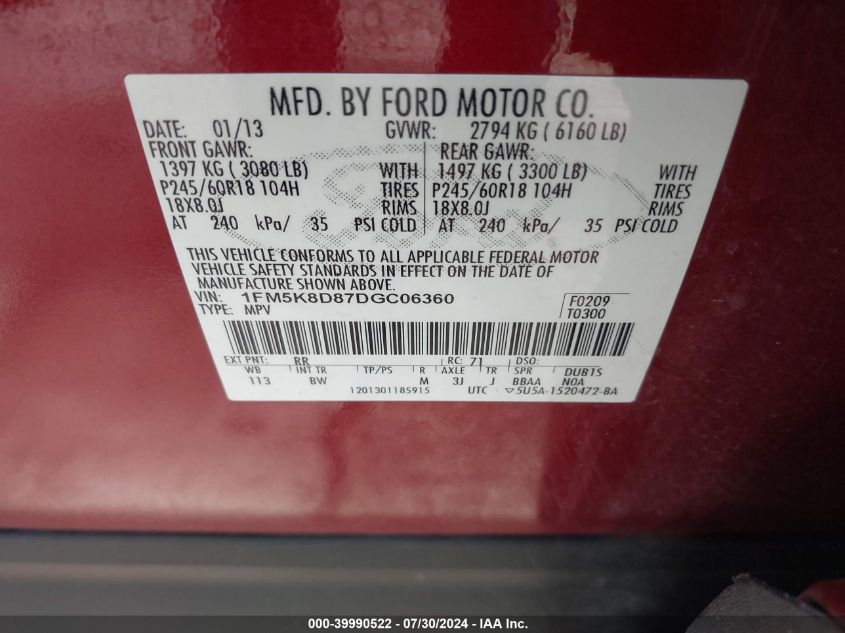 MFD. BY FORD MOTOR CO.
DATE: 01/13 GVWR: 2794 KG ( 6160 LB)
FRONT GAWR: REAR GAWR:
1397 KG ( 3080 LB) WITH 1497 KG ( 3300 LB) WITH
P245/60R18 104H TIRES P245/60R18 104H TIRES
18X8.0J RIMS 18X8.0J RIMS
AT 240 kPa/ 35 PSI COLD AT 240 kPa/ 35 PSI COLD
THIS VEHICLE CONFORMS TO ALL APPLICABLE FEDERAL MOTOR
VEHICLE SAFETY STANDARDS IN EFFECT ON THE DATE OF
MANUFACTURE SHOWN ABOVE.
VIN: 1FM5K8D87DGC06360 F0209
TYPE: MPV T0300
EXT PNT: RR RC: 71 DSO:
WB INT TR TP/PS R AXLE TR SPR DUB1S
113 BW M 3J J BBAA N0A
1201301185915 UTC ▽5U5A-1520472-BA
000-39990522 - 07/30/2024 - IAA Inc.